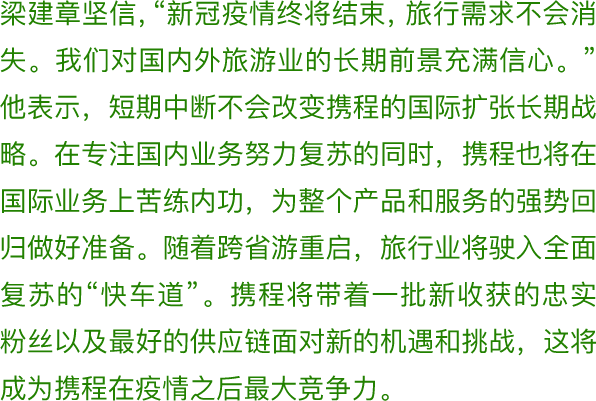 梁建章坚信，“新冠疫情终将结束，旅行需求不会消
失。我们对国内外旅游业的长期前景充满信心。”
他表示，短期中断不会改变携程的国际扩张长期战
略。在专注国内业务努力复苏的同时，携程也将在
国际业务上苦练内功，为整个产品和服务的强势回
归做好准备。随着跨省游重启，旅行业将驶入全面
复苏的“快车道”。携程将带着一批新收获的忠实
粉丝以及最好的供应链面对新的机遇和挑战，这将
成为携程在疫情之后最大竞争力。